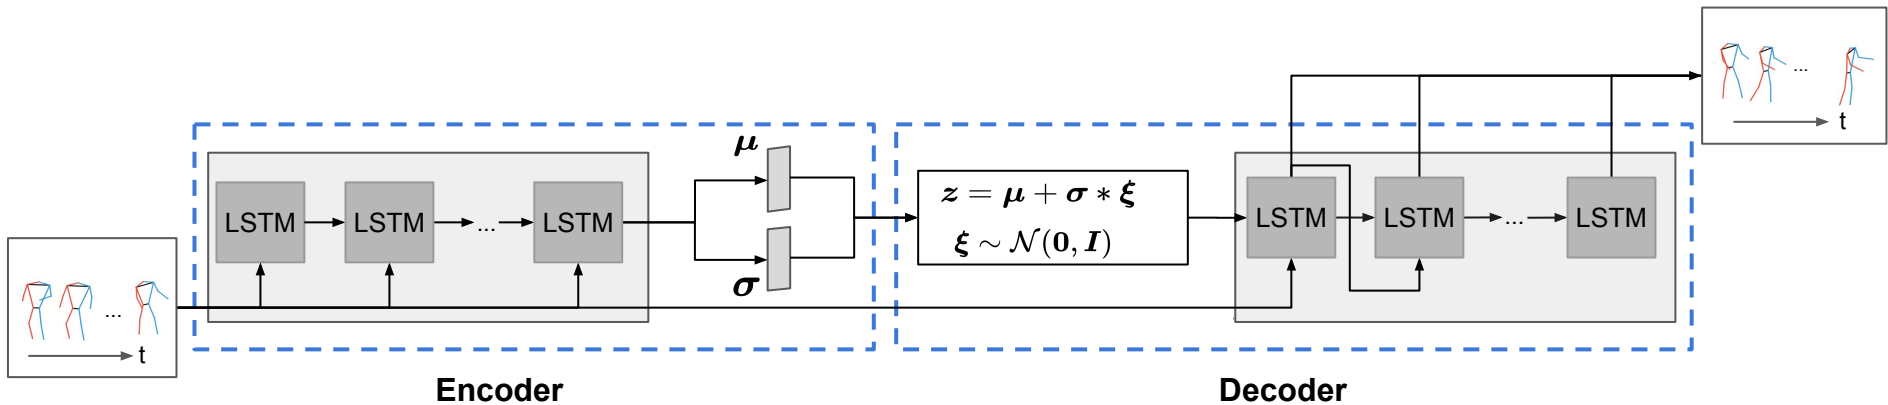 ... t
LSTM LSTM ... LSTM
μ
σ
z = μ + σ * ξ
ξ ~ N(0, I)
LSTM LSTM ... LSTM
... t
Encoder
Decoder